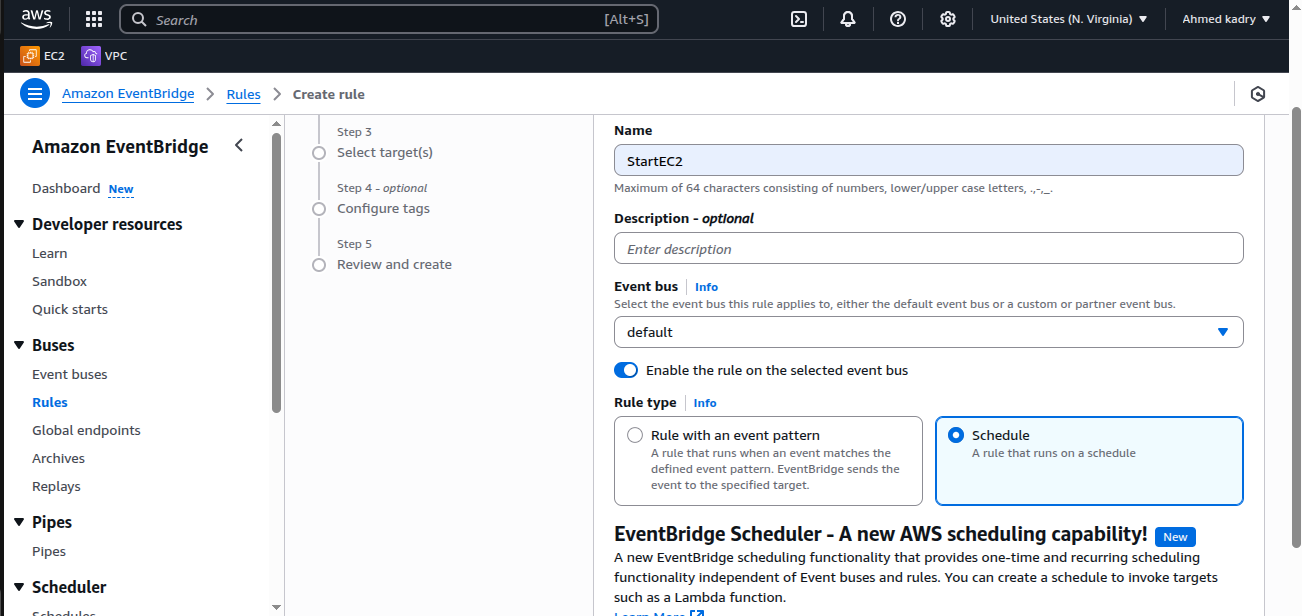 aws
Search
[Alt+S]
United States (N. Virginia)
Ahmed kadry
EC2
VPC
Amazon EventBridge
Rules
Create rule
Amazon EventBridge
Dashboard New
Developer resources
Learn
Sandbox
Quick starts
Buses
Event buses
Rules
Global endpoints
Archives
Replays
Pipes
Pipes
Scheduler
Schedules
Step 3
Select target(s)
Step 4 - optional
Configure tags
Step 5
Review and create
Name
StartEC2
Maximum of 64 characters consisting of numbers, lower/upper case letters, .,-,_.
Description - optional
Enter description
Event bus Info
Select the event bus this rule applies to, either the default event bus or a custom or partner event bus.
default
Enable the rule on the selected event bus
Rule type Info
Rule with an event pattern
A rule that runs when an event matches the
defined event pattern. EventBridge sends the
event to the specified target.
Schedule
A rule that runs on a schedule
EventBridge Scheduler - A new AWS scheduling capability! New
A new EventBridge scheduling functionality that provides one-time and recurring scheduling
functionality independent of Event buses and rules. You can create a schedule to invoke targets
such as a Lambda function.
Learn More